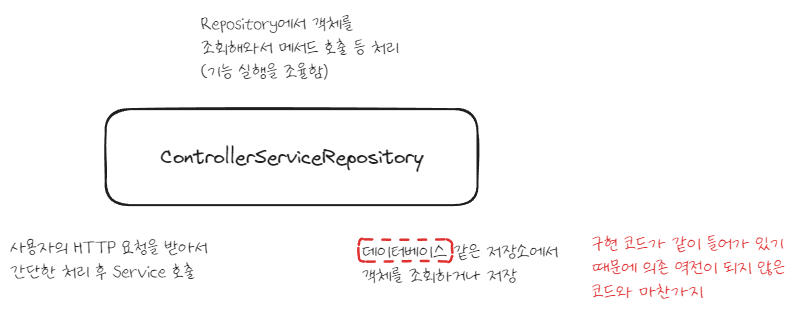 Repository에서 객체를
조회해와서 메서드 호출 등 처리
(기능 실행을 조율함)
ControllerServiceRepository
사용자의 HTTP 요청을 받아서
간단한 처리 후 Service 호출
데이터베이스 같은 저장소에서
객체를 조회하거나 저장
구현 코드가 같이 들어가 있기
때문에 의존 역전이 되지 않은
코드와 마찬가지